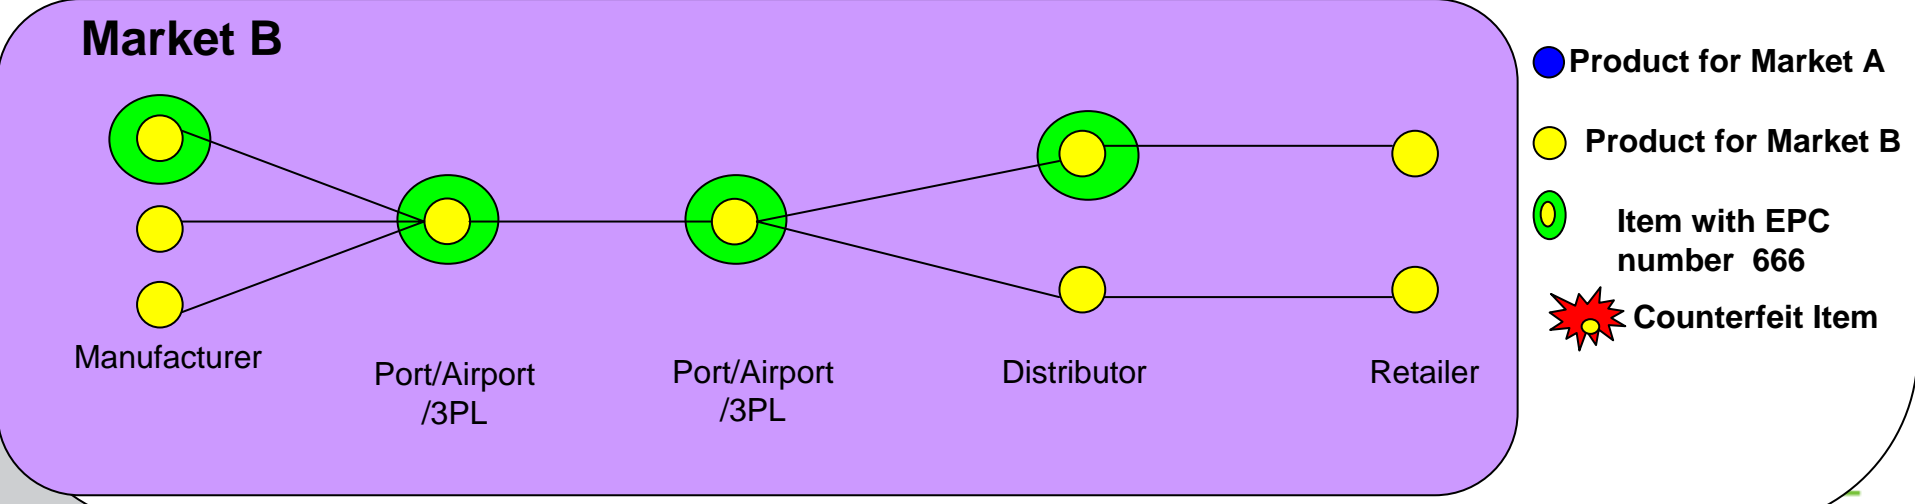 Market B
Product for Market A
Product for Market B
Item with EPC
number 666
Counterfeit Item
Manufacturer
Port/Airport
/3PL
Port/Airport
/3PL
Distributor
Retailer